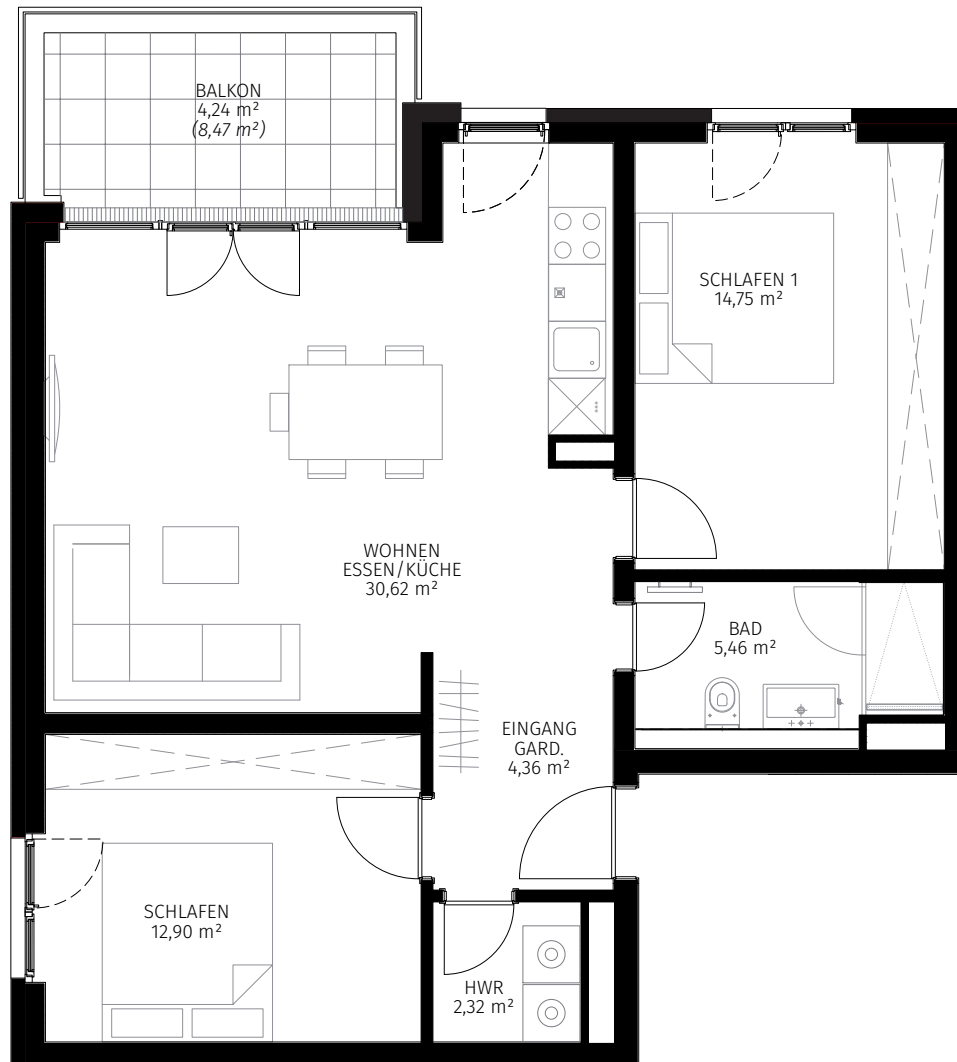 BALKON
4,24 m²
(8,47 m²)
SCHLAFEN 1
14,75 m²
WOHNEN
ESSEN/KÜCHE
30,62 m²
BAD
5,46 m²
EINGANG
GARD.
4,36 m²
SCHLAFEN
12,90 m²
HWR
2,32 m²